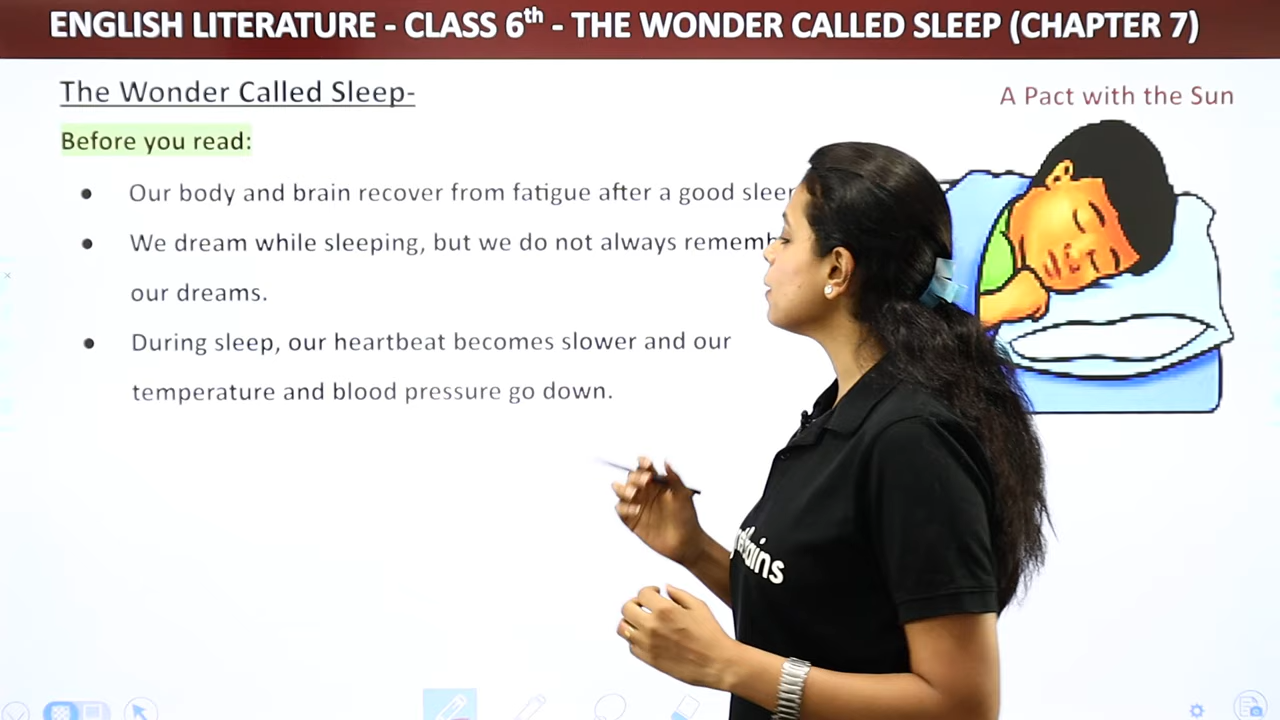 ENGLISH LITERATURE - CLASS 6th - THE WONDER CALLED SLEEP (CHAPTER 7)
The Wonder Called Sleep-
A Pact with the Sun
Before you read:
• Our body and brain recover from fatigue after a good
• We dream while sleeping, but we do not always
our dreams.
• During sleep, our heartbeat becomes slower and our
temperature and blood pressure go down.